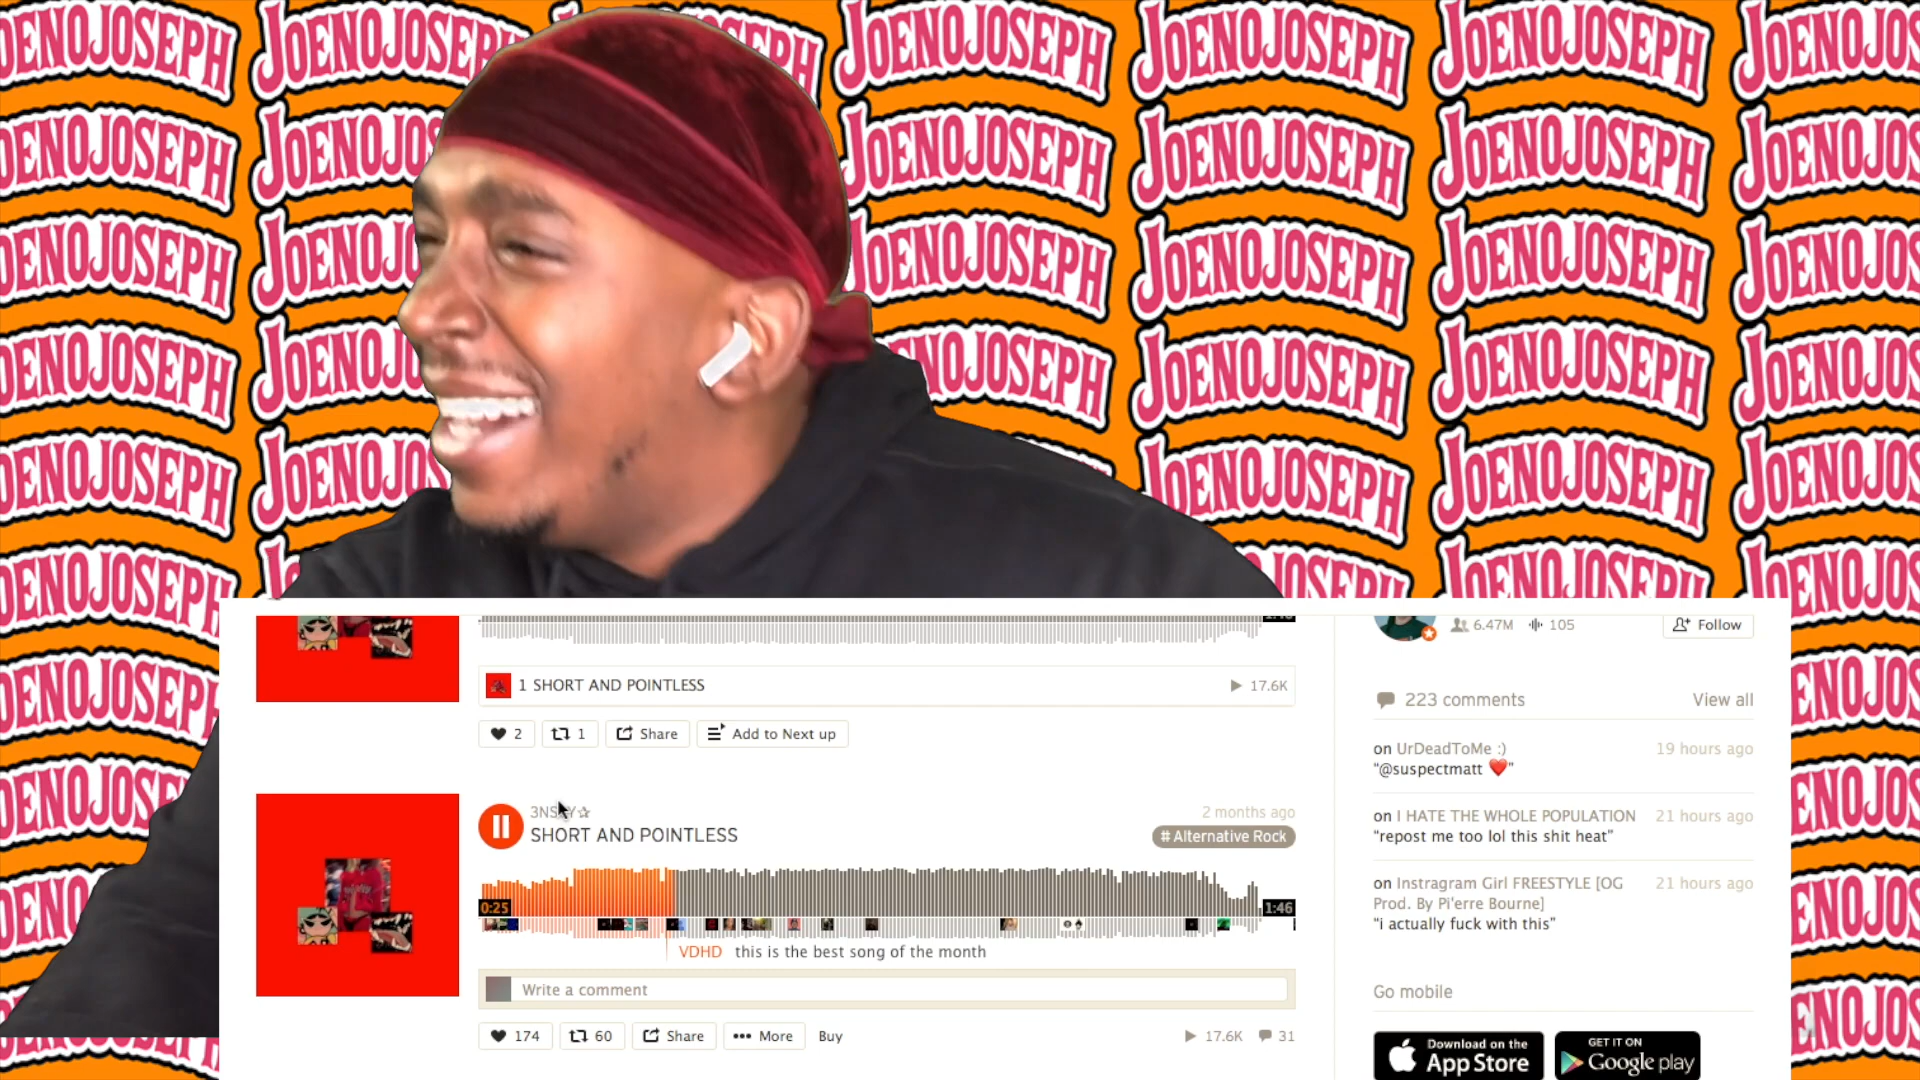 JOENOJOSEPH
JOENOJOSEPH
JOENOJOSEPH
JOENOJOSEPH
6.47M 105 Follow
1 SHORT AND POINTLESS 17.6K
2 1 Share Add to Next up
223 comments View all
on UrDeadToMe :) 19 hours ago
"@suspectmatt ❤️"
2 months ago
SHORT AND POINTLESS
# Alternative Rock
on I HATE THE WHOLE POPULATION 21 hours ago
"repost me too lol this shit heat"
0:25 1:46
VDHD this is the best song of the month
on Instragram Girl FREESTYLE [OG 21 hours ago
Prod. By Pi'erre Bourne]
"i actually fuck with this"
Write a comment
174 60 Share More Buy 17.6K 31
Go mobile
Download on the
App Store
GET IT ON
Google play